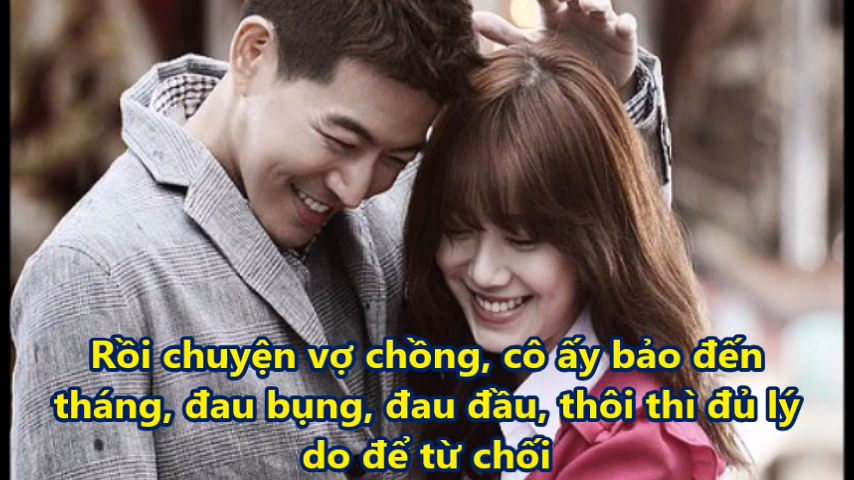 Rồi chuyện vợ chồng, cô ấy bảo đến
tháng, đau bụng, đau đầu, thôi thì đủ lý
do để từ chối